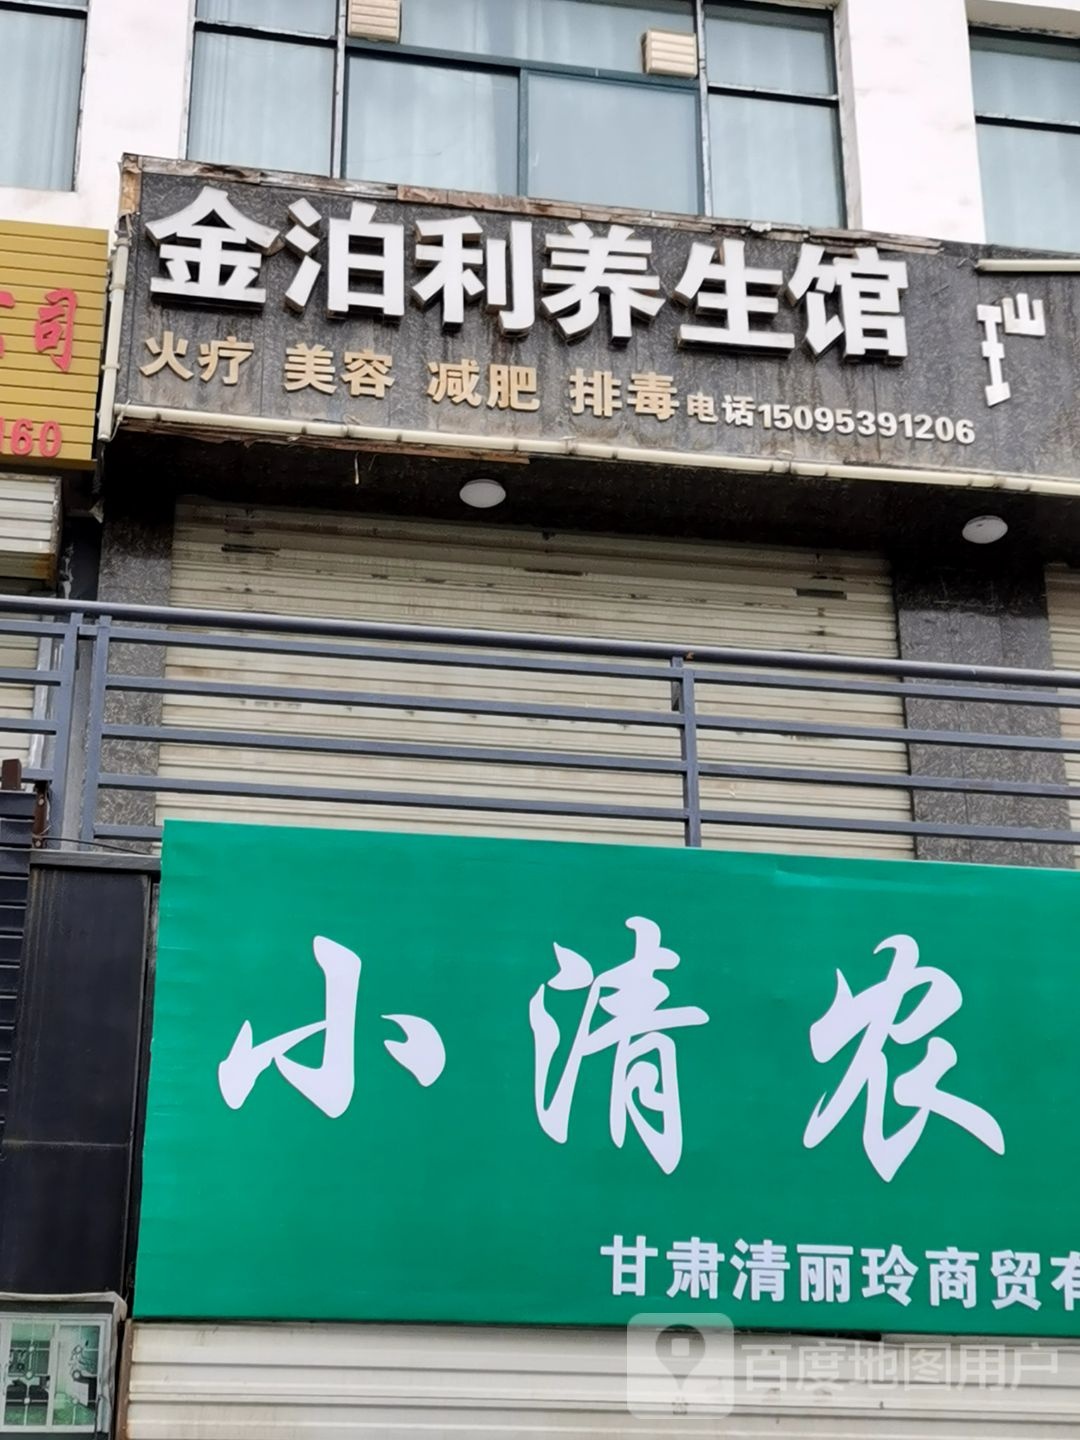 金泊利养生馆
火疗 美容 减肥 排毒 电话15095391206
司
160
小清农
甘肃清丽玲商贸有
百度地图用户